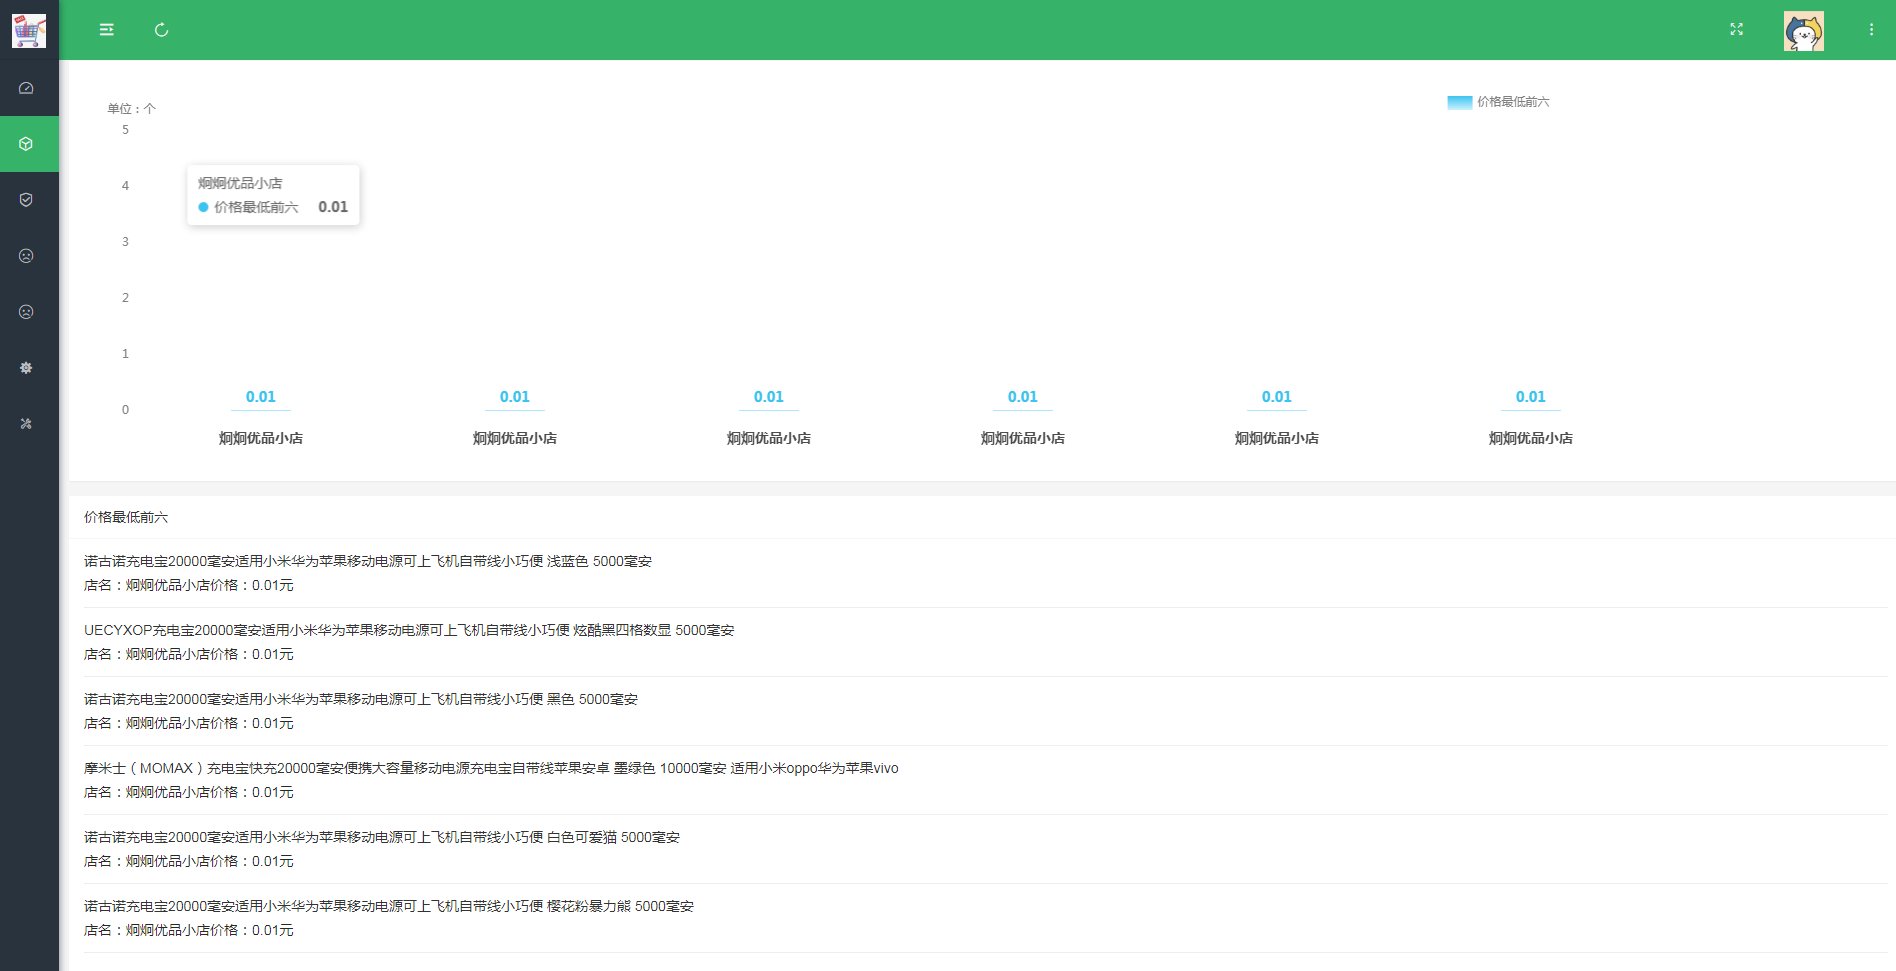 单位：个
价格最低前六
5
4
3
2
1
0
炯炯优品小店
价格最低前六 0.01
0.01 0.01 0.01 0.01 0.01 0.01
炯炯优品小店 炯炯优品小店 炯炯优品小店 炯炯优品小店 炯炯优品小店 炯炯优品小店
价格最低前六
诺古诺充电宝20000毫安适用小米华为苹果移动电源可上飞机自带线小巧便 浅蓝色 5000毫安
店名：炯炯优品小店价格：0.01元
UECYXOP充电宝20000毫安适用小米华为苹果移动电源可上飞机自带线小巧便 炫酷黑四格数显 5000毫安
店名：炯炯优品小店价格：0.01元
诺古诺充电宝20000毫安适用小米华为苹果移动电源可上飞机自带线小巧便 黑色 5000毫安
店名：炯炯优品小店价格：0.01元
摩米士（MOMAX）充电宝快充20000毫安便携大容量移动电源充电宝自带线苹果安卓 墨绿色 10000毫安 适用小米oppo华为苹果vivo
店名：炯炯优品小店价格：0.01元
诺古诺充电宝20000毫安适用小米华为苹果移动电源可上飞机自带线小巧便 白色可爱猫 5000毫安
店名：炯炯优品小店价格：0.01元
诺古诺充电宝20000毫安适用小米华为苹果移动电源可上飞机自带线小巧便 樱花粉暴力熊 5000毫安
店名：炯炯优品小店价格：0.01元